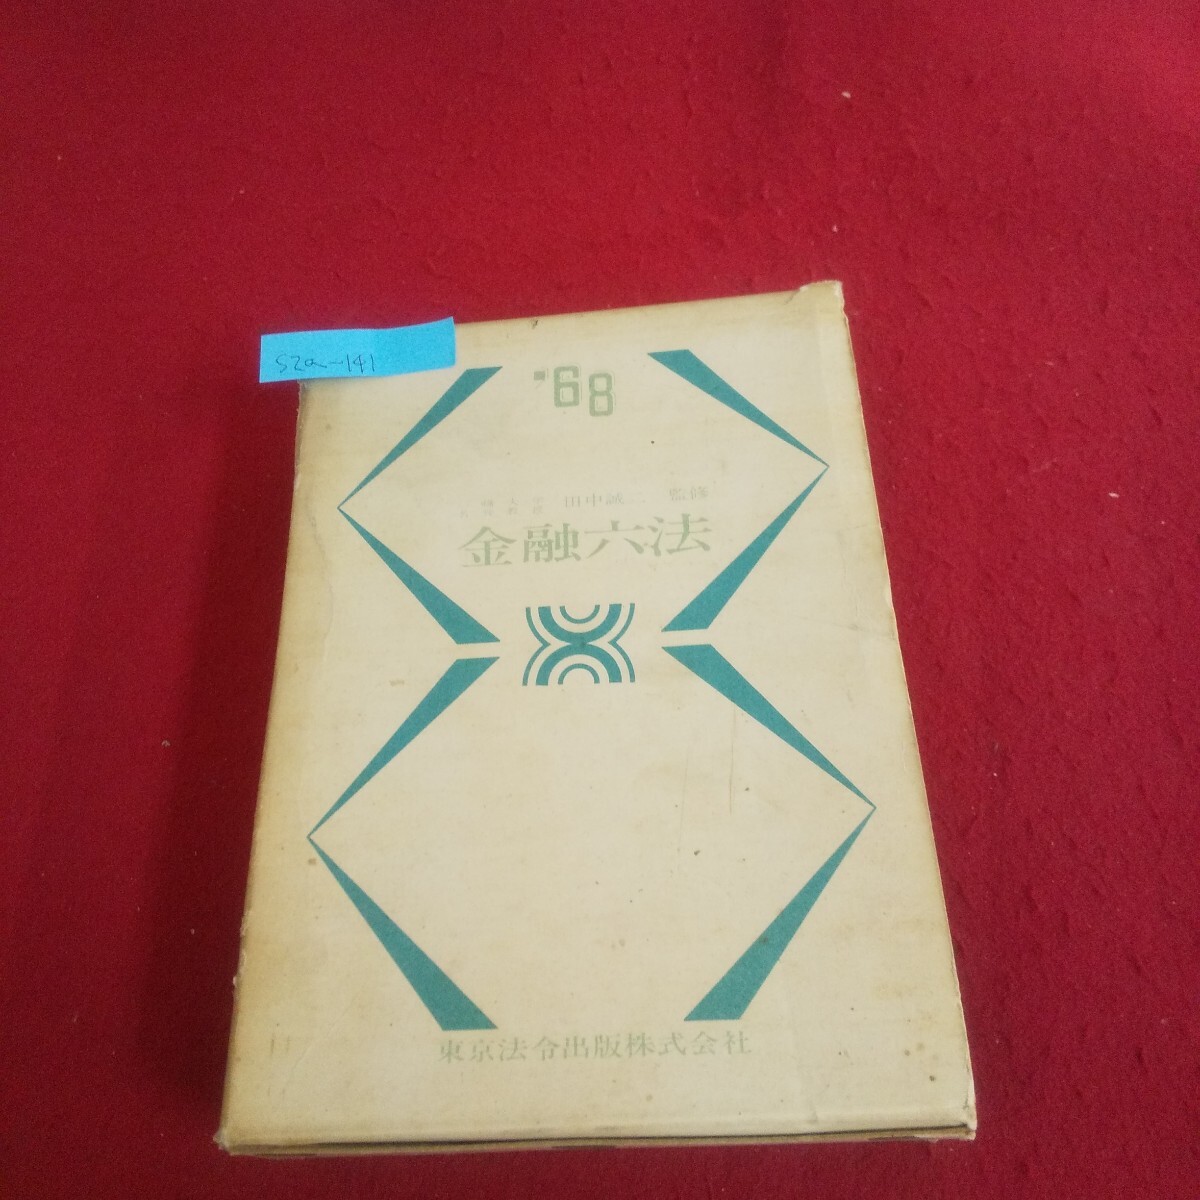 S2a-141
'68
田中誠二 監修
金融六法
東京法令出版株式会社